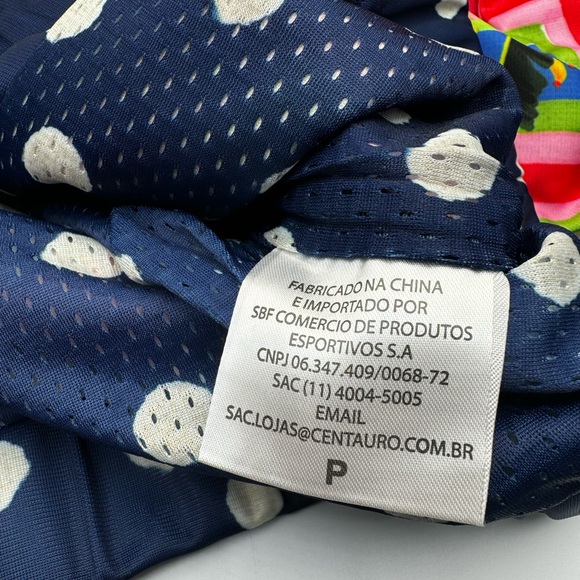 FABRICADO NA CHINA
E IMPORTADO POR
SBF COMERCIO DE PRODUTOS
ESPORTIVOS S.A
CNPJ 06.347.409/0068-72
SAC (11) 4004-5005
EMAIL
SAC.LOJAS@CENTAURO.COM.BR
P